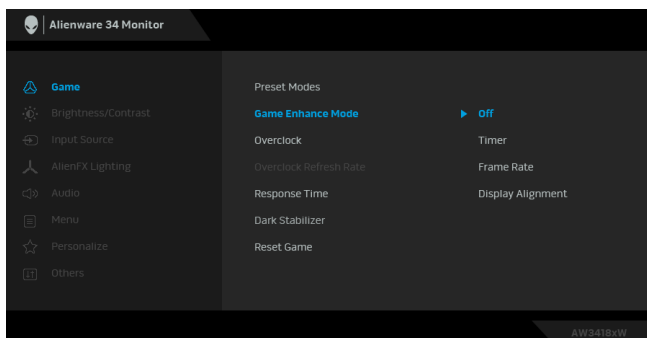 Alienware 34 Monitor
Game
Brightness/Contrast
Input Source
AlienFX Lighting
Audio
Menu
Personalize
Others
Preset Modes
Game Enhance Mode
Overclock
Overclock Refresh Rate
Response Time
Dark Stabilizer
Reset Game
Off
Timer
Frame Rate
Display Alignment
AW3418xW